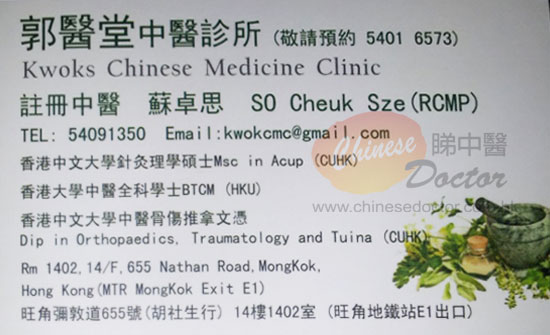 郭醫堂中醫診所 (敬請預約 5401 6573)
Kwoks Chinese Medicine Clinic
註冊中醫 蘇卓思 SO Cheuk Sze(RCMP)
TEL: 54091350 Email:kwokcmc@gmail.com
香港中文大學針灸理學碩士Msc in Acup (CUHK)
香港大學中醫全科學士BTCM (HKU)
香港中文大學中醫骨傷推拿文憑
Dip in Orthopaedics, Traumatology and Tuina (CUHK)
Rm 1402,14/F,655 Nathan Road,MongKok,
Hong Kong(MTR MongKok Exit E1)
旺角彌敦道655號(胡社生行) 14樓1402室 (旺角地鐵站E1出口)
Chinese 睇中醫
Doctor
www.chinesedoctor.com.hk